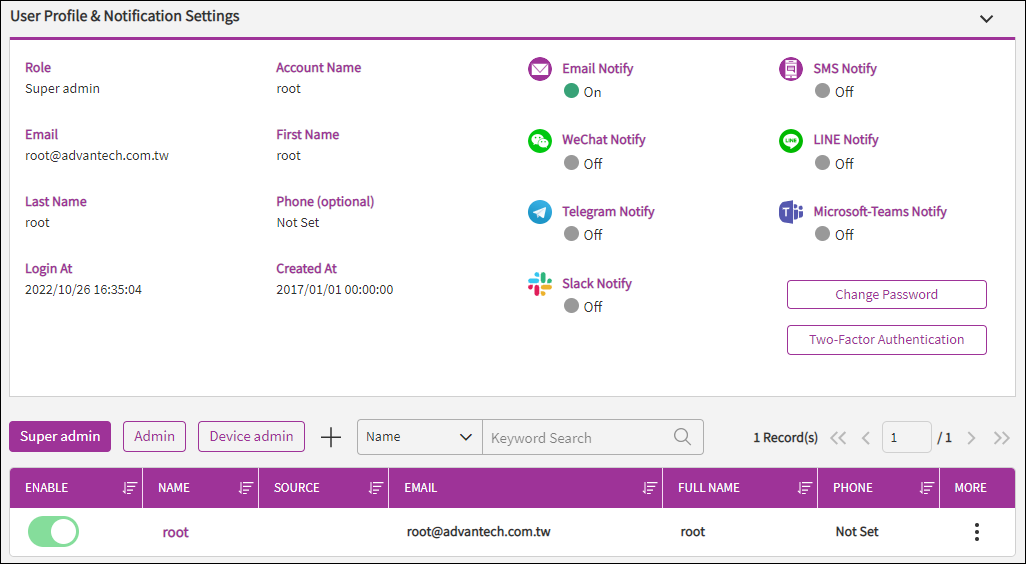 User Profile & Notification Settings
Role
Super admin
Account Name
root
Email Notify
On
SMS Notify
Off
Email
root@advantech.com.tw
First Name
root
WeChat Notify
Off
LINE Notify
Off
Last Name
root
Phone (optional)
Not Set
Telegram Notify
Off
Microsoft-Teams Notify
Off
Login At
2022/10/26 16:35:04
Created At
2017/01/01 00:00:00
Slack Notify
Off
Change Password
Two-Factor Authentication
Super admin Admin Device admin Name Keyword Search 1 Record(s) 1 / 1
ENABLE NAME SOURCE EMAIL FULL NAME PHONE MORE
root root@advantech.com.tw root Not Set